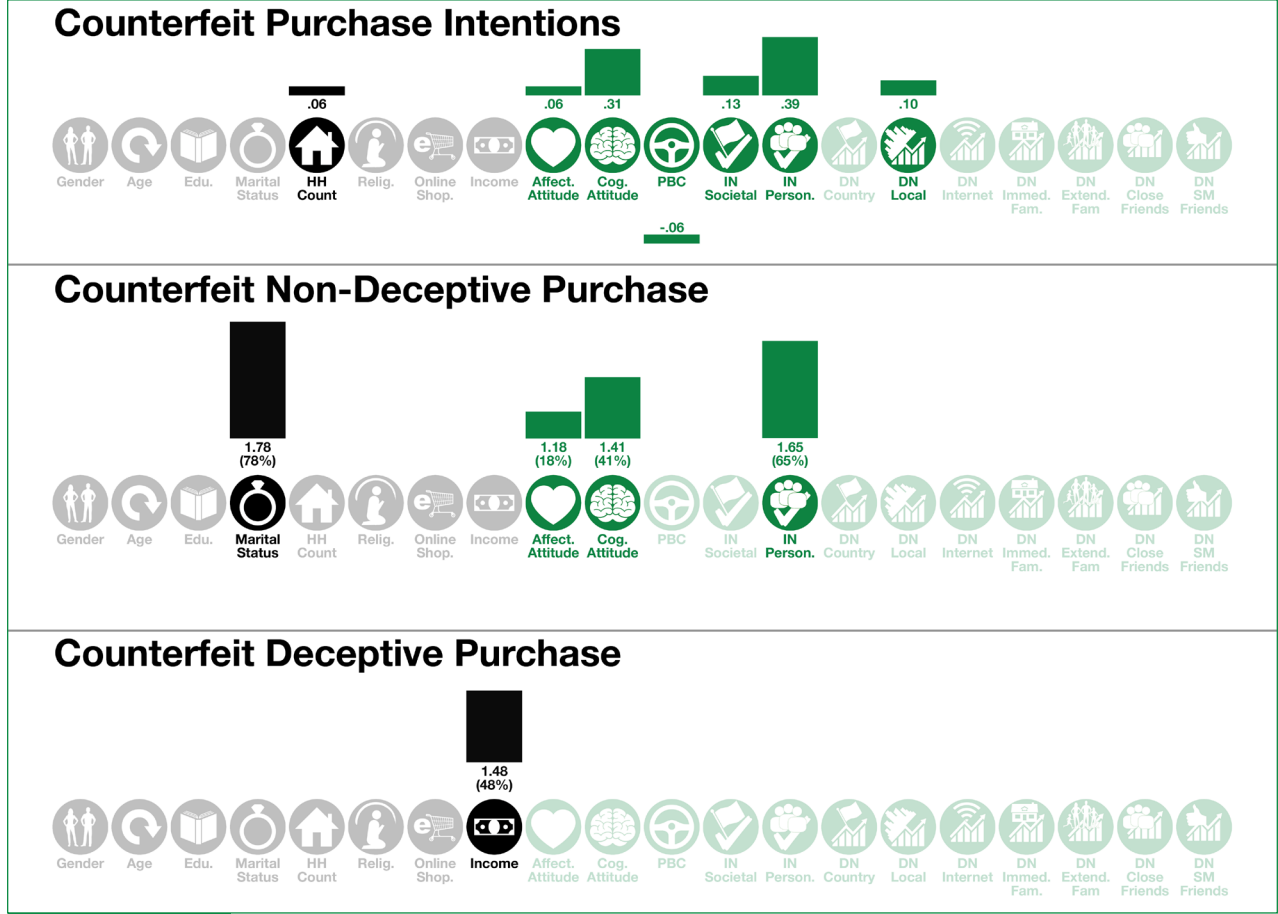 Counterfeit Purchase Intentions
.06 .06 .31 .13 .39 .10
Gender Age Edu. Marital Status HH Count Relig. Online Shop. Income Affect. Attitude Cog. Attitude PBC IN Societal IN Person. DN Country DN Local DN Internet DN Immed. Fam. DN Extend. Fam DN Close Friends DN SM Friends
-.06
Counterfeit Non-Deceptive Purchase
1.78 1.18 1.41 1.65
(78%) (18%) (41%) (65%)
Gender Age Edu. Marital Status HH Count Relig. Online Shop. Income Affect. Attitude Cog. Attitude PBC IN Societal IN Person. DN Country DN Local DN Internet DN Immed. Fam. DN Extend. Fam DN Close Friends DN SM Friends
Counterfeit Deceptive Purchase
1.48
(48%)
Gender Age Edu. Marital Status HH Count Relig. Online Shop. Income Affect. Attitude Cog. Attitude PBC IN Societal IN Person. DN Country DN Local DN Internet DN Immed. Fam. DN Extend. Fam DN Close Friends DN SM Friends